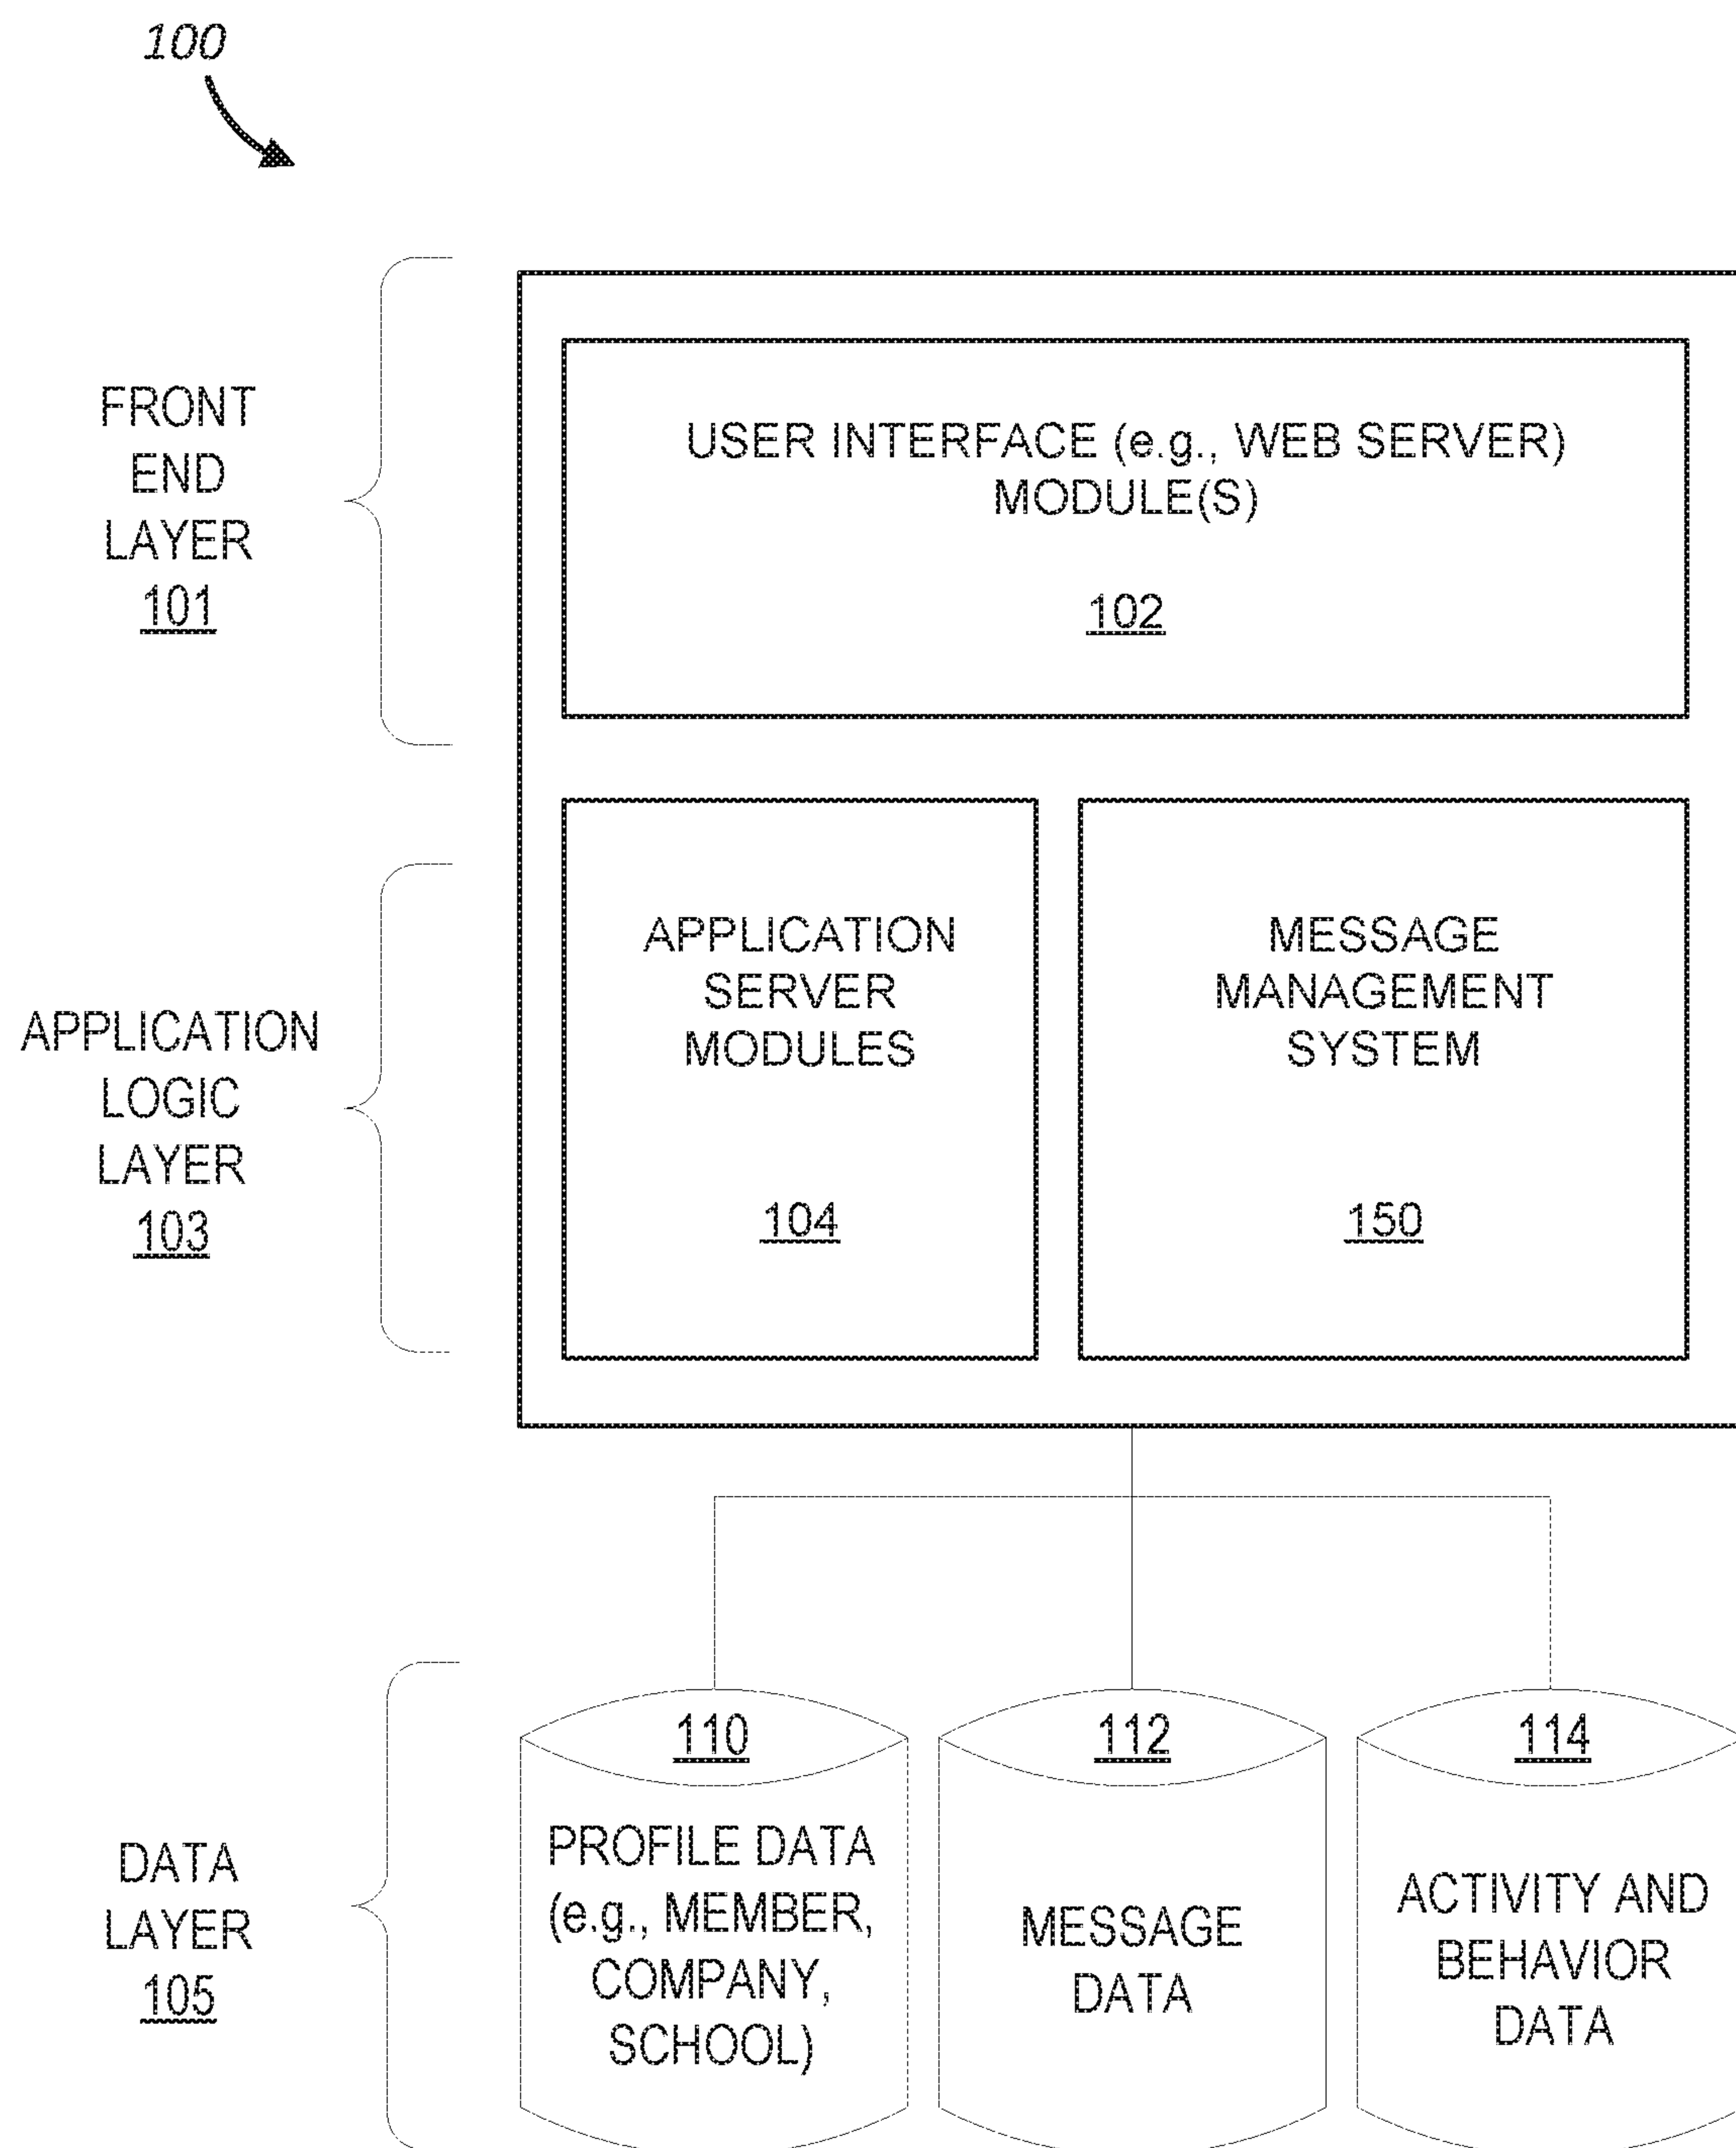 100
FRONT
END
LAYER
101
USER INTERFACE (e.g., WEB SERVER)
MODULE(S)
102
APPLICATION
LOGIC
LAYER
103
APPLICATION
SERVER
MODULES
104
MESSAGE
MANAGEMENT
SYSTEM
150
DATA
LAYER
105
110
PROFILE DATA
(e.g., MEMBER,
COMPANY,
SCHOOL)
112
MESSAGE
DATA
114
ACTIVITY AND
BEHAVIOR
DATA